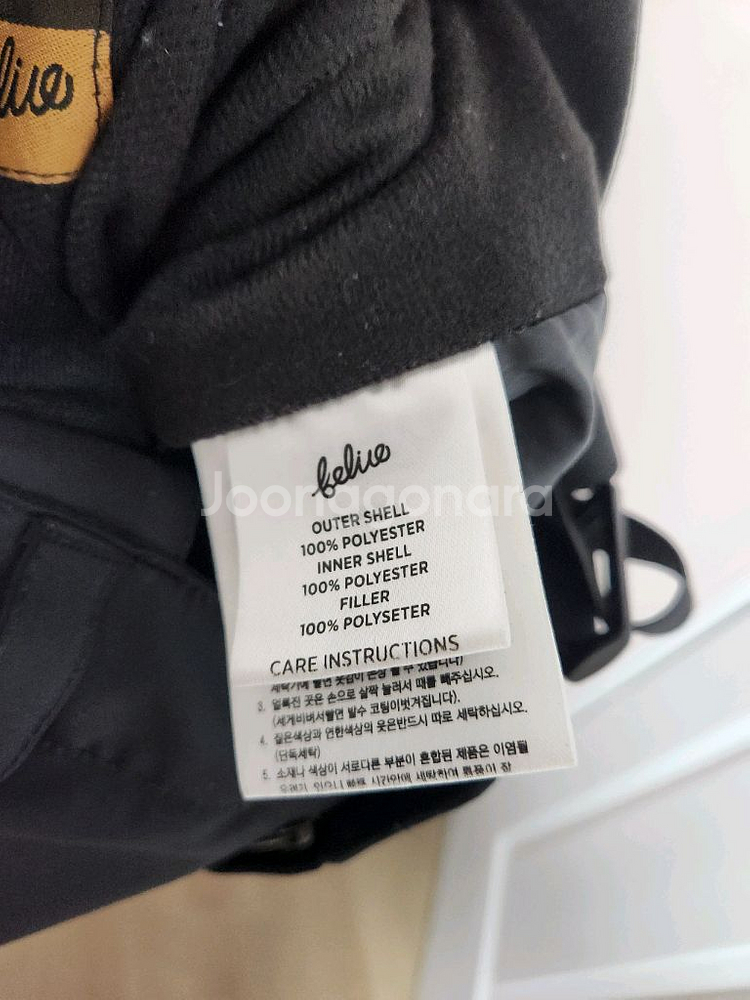 belive
OUTER SHELL
100% POLYESTER
INNER SHELL
100% POLYESTER
FILLER
100% POLYSETER
CARE INSTRUCTIONS
3. 얼룩진 곳은 손으로 살짝 눌러서 때를 빼주십시오.
(세게비벼서빨면 발수 코팅이벗겨집니다).
4. 짙은색상과 연한색상의 옷은반드시 따로 세탁하십시오.
(단독세탁)
5. 소재나 색상이 서로다른 부분이 혼합된 제품은 이염될
Joonggonara